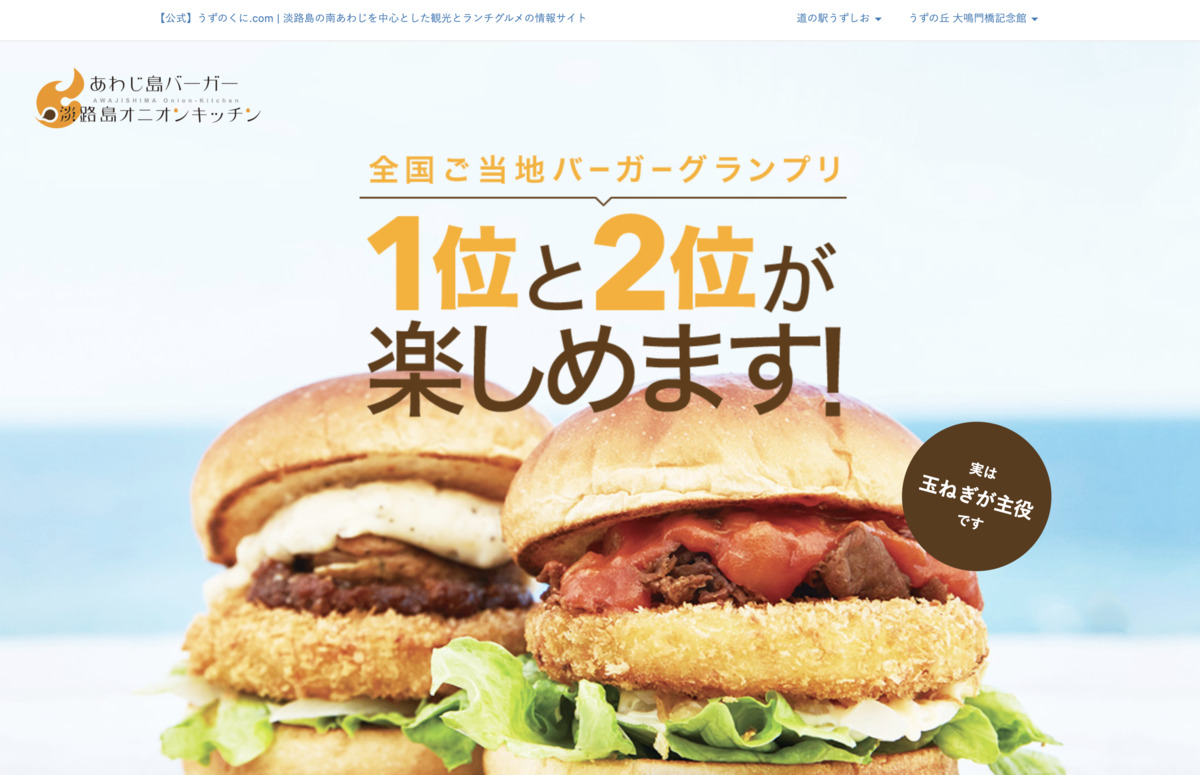 【公式】うずのくに.com | 淡路島の南あわじを中心とした観光とランチグルメの情報サイト
道の駅うずしお
うずの丘 大鳴門橋記念館
あわじ島バーガー
AWAJISHIMA Onion-Kitchen
淡路島オニオンキッチン
全国ご当地バーガーグランプリ
1位と2位が
楽しめます!
実は
玉ねぎが主役
です